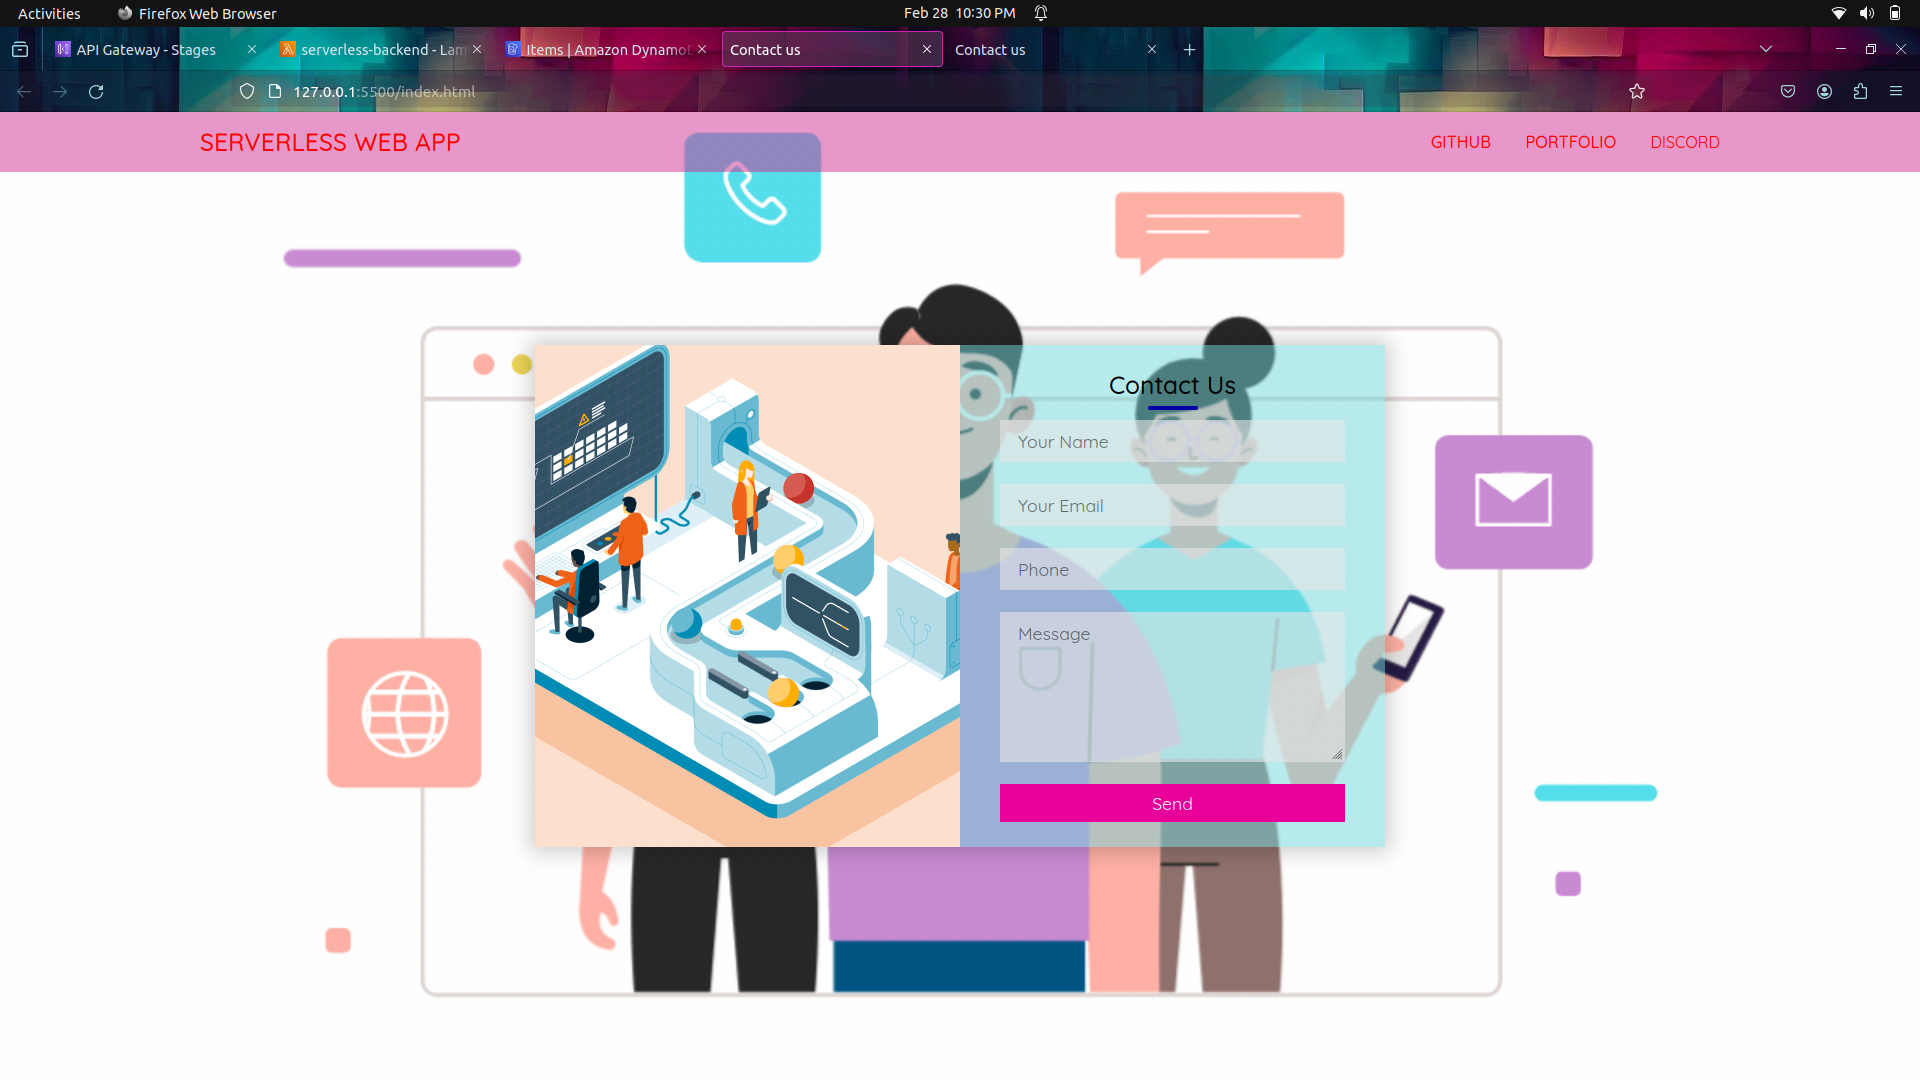 Activities Firefox Web Browser Feb 28 10:30 PM
API Gateway - Stages serverless-backend - Lam Items | Amazon Dynamo Contact us Contact us
127.0.0.1:5500/index.html
SERVERLESS WEB APP GITHUB PORTFOLIO DISCORD
Contact Us
Your Name
Your Email
Phone
Message
Send